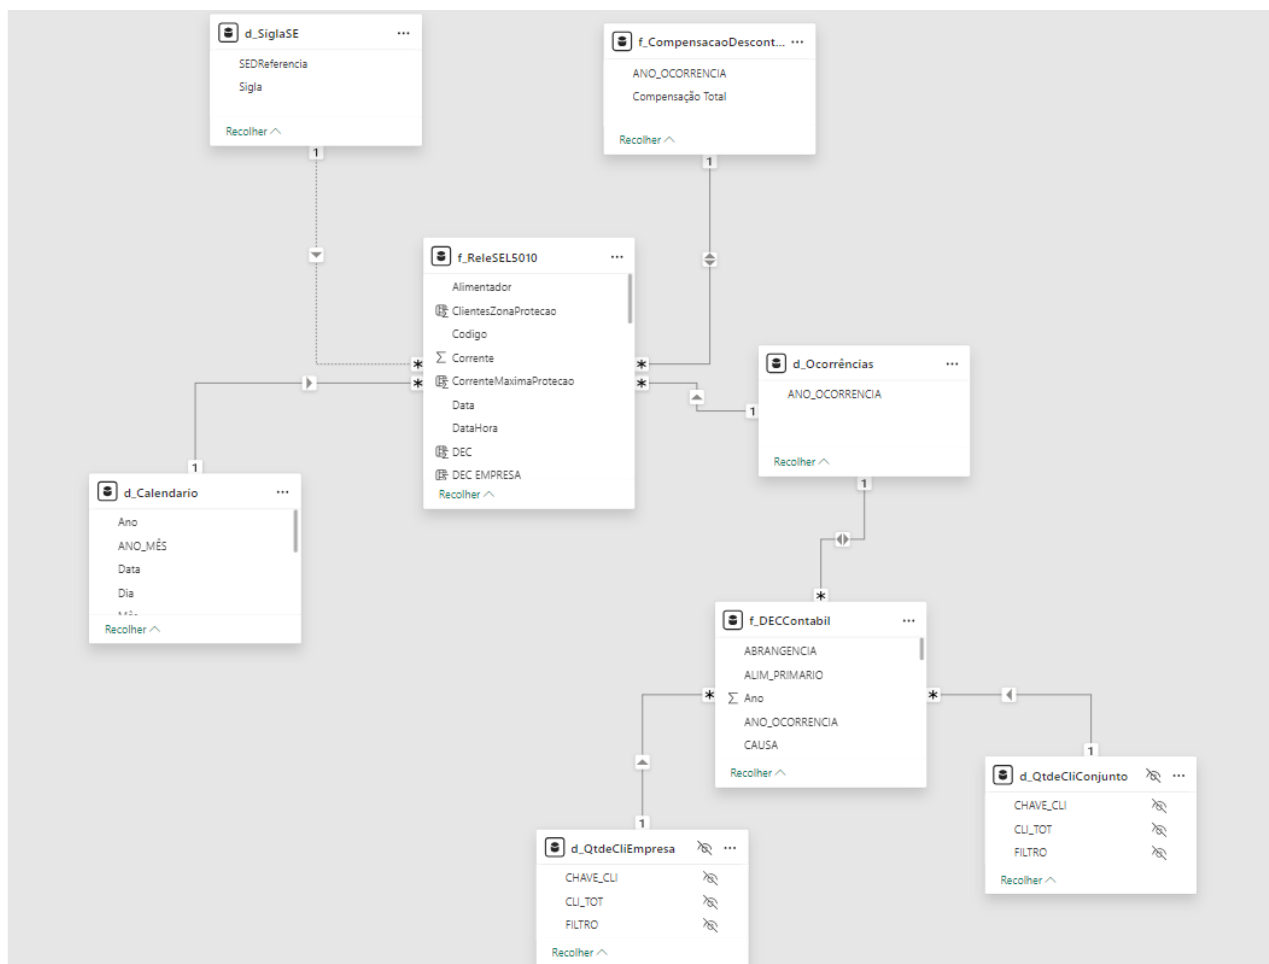 d_SiglaSE
SEDReferencia
Sigla
Recolher
1
f_CompensacaoDescont...
ANO_OCORRENCIA
Compensação Total
Recolher
1
f_ReleSEL5010
Alimentador
ClientesZonaProtecao
Codigo
Corrente
CorrenteMaximaProtecao
Data
DataHora
DEC
DEC EMPRESA
Recolher
*
*
*
*
d_Ocorrências
ANO_OCORRENCIA
Recolher
1
1
1
d_Calendario
Ano
ANO_MÊS
Data
Dia
Recolher
*
f_DECContabil
ABRANGENCIA
ALIM_PRIMARIO
Ano
ANO_OCORRENCIA
CAUSA
Recolher
*
*
1
d_QtdeCliConjunto
CHAVE_CLI
CLI_TOT
FILTRO
Recolher
1
d_QtdeCliEmpresa
CHAVE_CLI
CLI_TOT
FILTRO
Recolher